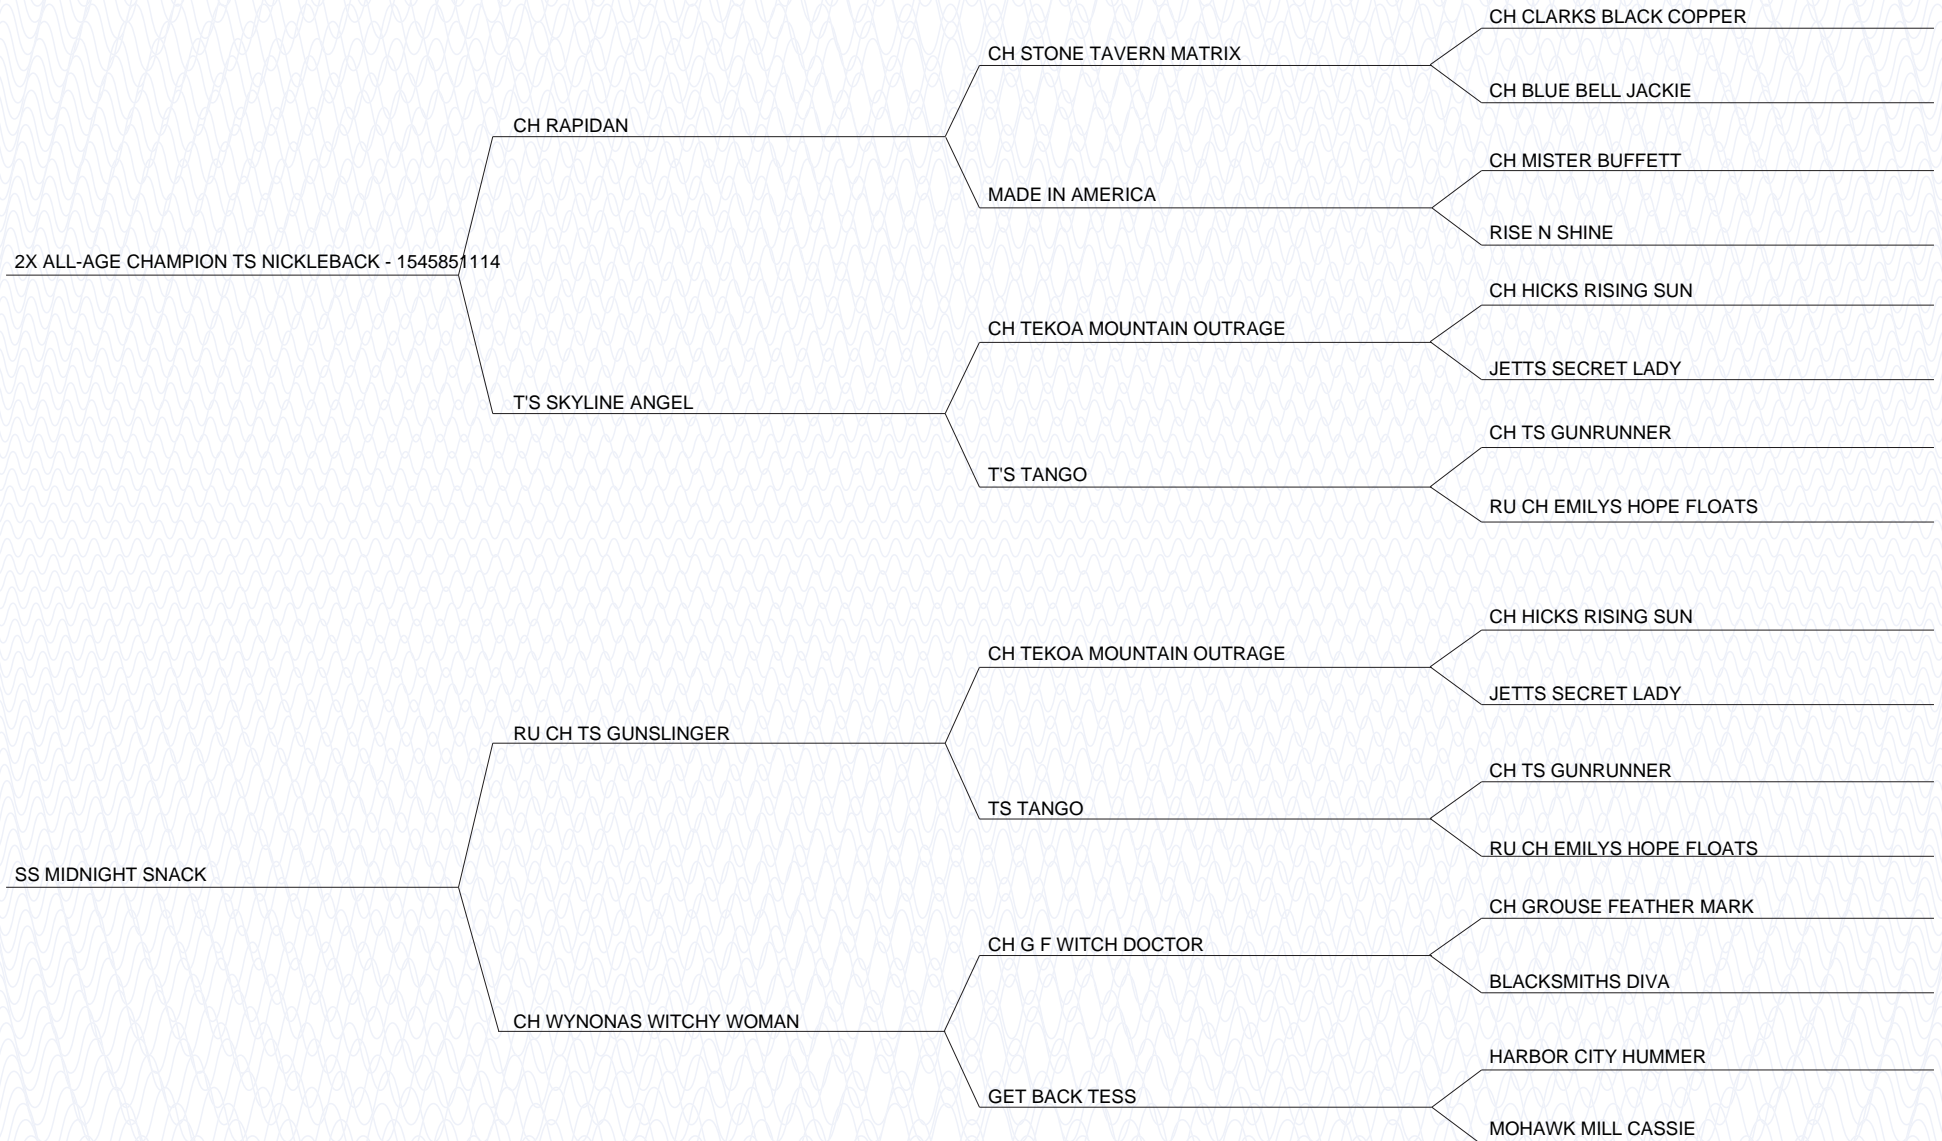 CH CLARKS BLACK COPPER
CH STONE TAVERN MATRIX
CH BLUE BELL JACKIE
CH RAPIDAN
CH MISTER BUFFETT
MADE IN AMERICA
RISE N SHINE
2X ALL-AGE CHAMPION TS NICKLEBACK - 1545851114
CH HICKS RISING SUN
CH TEKOA MOUNTAIN OUTRAGE
JETTS SECRET LADY
T'S SKYLINE ANGEL
CH TS GUNRUNNER
T'S TANGO
RU CH EMILYS HOPE FLOATS
CH HICKS RISING SUN
CH TEKOA MOUNTAIN OUTRAGE
JETTS SECRET LADY
RU CH TS GUNSLINGER
CH TS GUNRUNNER
TS TANGO
RU CH EMILYS HOPE FLOATS
SS MIDNIGHT SNACK
CH GROUSE FEATHER MARK
CH G F WITCH DOCTOR
BLACKSMITHS DIVA
CH WYNONAS WITCHY WOMAN
HARBOR CITY HUMMER
GET BACK TESS
MOHAWK MILL CASSIE